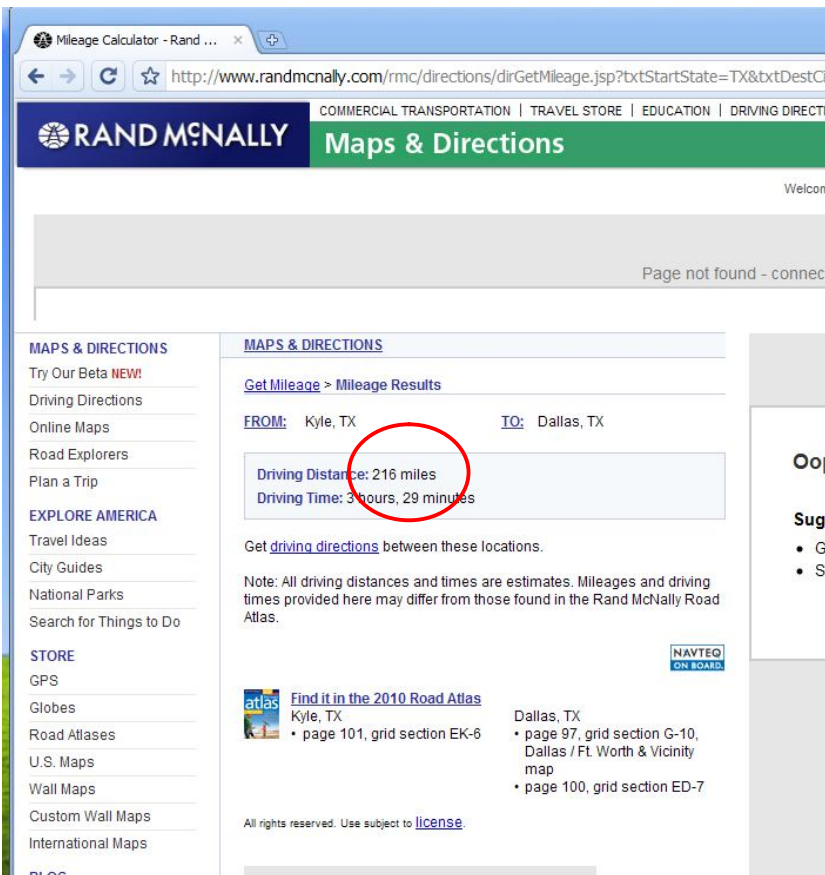 Mileage Calculator - Rand ...
http://www.randmcnally.com/rmc/directions/dirGetMileage.jsp?txtStartState=TX&txtDestCi
COMMERCIAL TRANSPORTATION | TRAVEL STORE | EDUCATION | DRIVING DIRECTI
RAND MCNALLY
Maps & Directions
Welcom
Page not found - connec
MAPS & DIRECTIONS
Try Our Beta NEW!
Driving Directions
Online Maps
Road Explorers
Plan a Trip
EXPLORE AMERICA
Travel Ideas
City Guides
National Parks
Search for Things to Do
STORE
GPS
Globes
Road Atlases
U.S. Maps
Wall Maps
Custom Wall Maps
International Maps
BLOG
MAPS & DIRECTIONS
Get Mileage > Mileage Results
FROM: Kyle, TX TO: Dallas, TX
Driving Distance: 216 miles
Driving Time: 3 hours, 29 minutes
Get driving directions between these locations.
Note: All driving distances and times are estimates. Mileages and driving
times provided here may differ from those found in the Rand McNally Road
Atlas.
NAVTEQ
ON BOARD.
atlas
Find it in the 2010 Road Atlas
Kyle, TX
• page 101, grid section EK-6
Dallas, TX
• page 97, grid section G-10,
Dallas / Ft. Worth & Vicinity
map
• page 100, grid section ED-7
All rights reserved. Use subject to license.
Oop
Sug
• G
• S